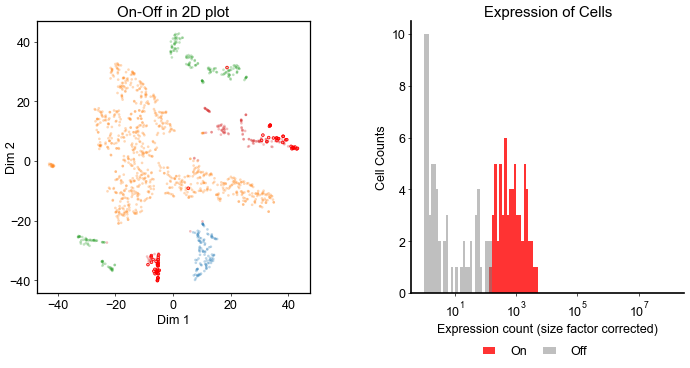 On-Off in 2D plot
40
20
0
−20
−40
Dim 2
−40 −20 0 20 40
Dim 1
Expression of Cells
10
8
6
4
2
0
Cell Counts
10^1 10^3 10^5 10^7
Expression count (size factor corrected)
On Off